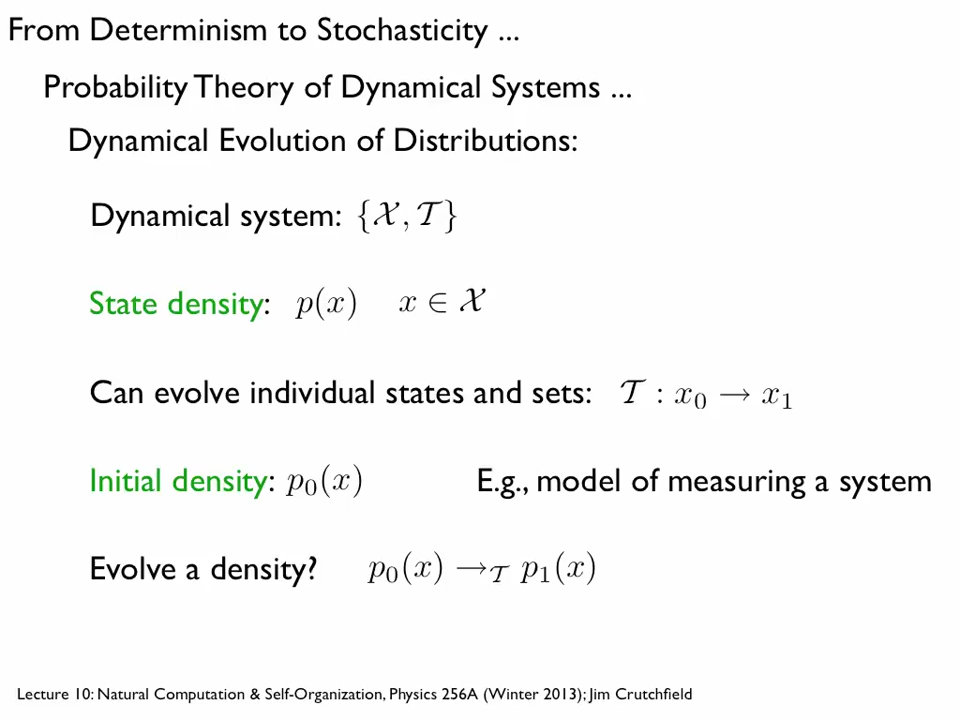 From Determinism to Stochasticity ...
Probability Theory of Dynamical Systems ...
Dynamical Evolution of Distributions:
Dynamical system: {𝒳, 𝒯}
State density: p(x) x ∈ 𝒳
Can evolve individual states and sets: 𝒯 : x₀ → x₁
Initial density: p₀(x) E.g., model of measuring a system
Evolve a density? p₀(x) →_𝒯 p₁(x)
Lecture 10: Natural Computation & Self-Organization, Physics 256A (Winter 2013); Jim Crutchfield